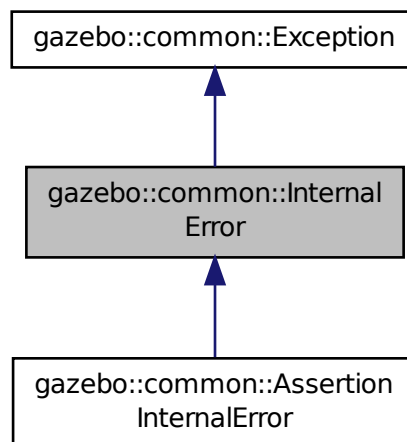 gazebo::common::Exception
gazebo::common::Internal
Error
gazebo::common::Assertion
InternalError